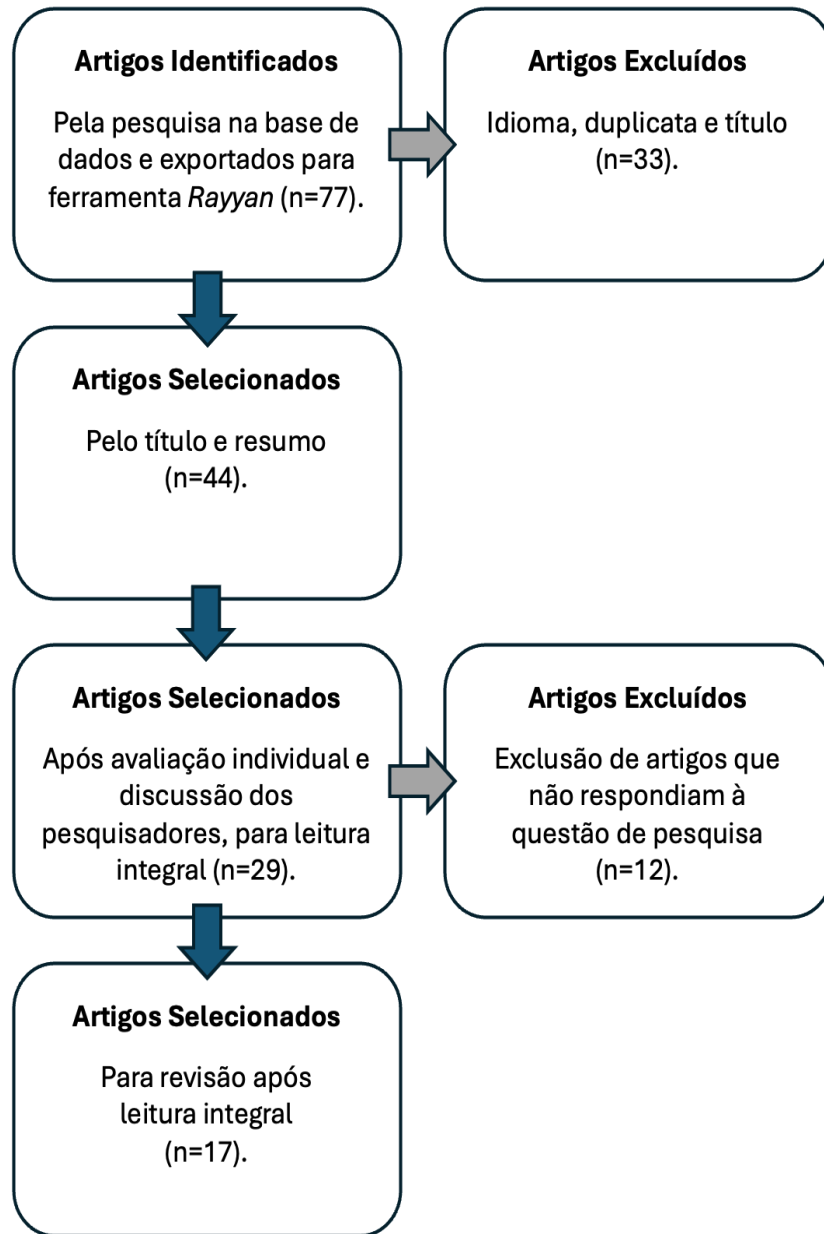 Artigos Identificados
Pela pesquisa na base de
dados e exportados para
ferramenta Rayyan (n=77).
Artigos Excluídos
Idioma, duplicata e título
(n=33).
Artigos Selecionados
Pelo título e resumo
(n=44).
Artigos Selecionados
Após avaliação individual e
discussão dos
pesquisadores, para leitura
integral (n=29).
Artigos Excluídos
Exclusão de artigos que
não respondiam à
questão de pesquisa
(n=12).
Artigos Selecionados
Para revisão após
leitura integral
(n=17).